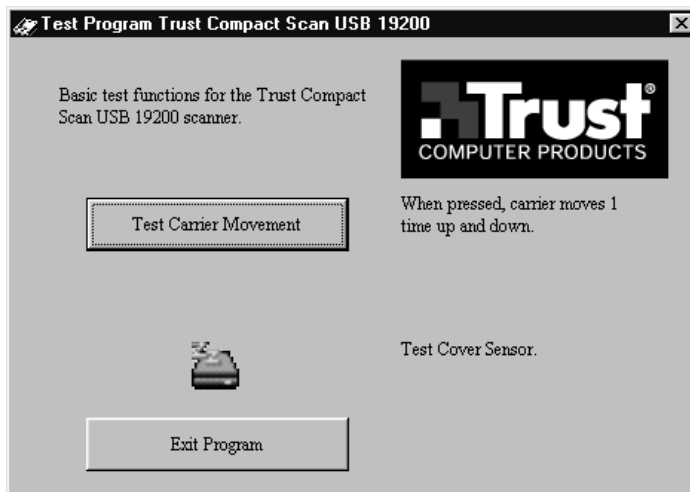 Test Program Trust Compact Scan USB 19200
Basic test functions for the Trust Compact
Scan USB 19200 scanner.
Trust®
COMPUTER PRODUCTS
Test Carrier Movement
When pressed, carrier moves 1
time up and down.
zzZ
Test Cover Sensor.
Exit Program